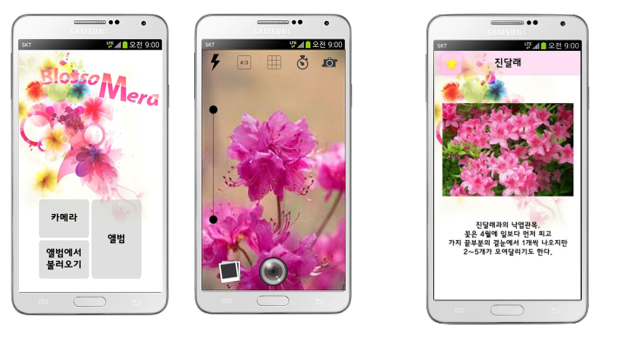 SAMSUNG
SKT
LTE 오전 9:00
BlossoMera
카메라
앨범
앨범에서
불러오기
SAMSUNG
SKT
LTE 오전 9:00
4:3
SAMSUNG
SKT
LTE 오전 9:00
진달래
진달래과의 낙엽관목.
꽃은 4월에 잎보다 먼저 피고
가지 끝부분의 곁눈에서 1개씩 나오지만
2~5개가 모여달리기도 한다.